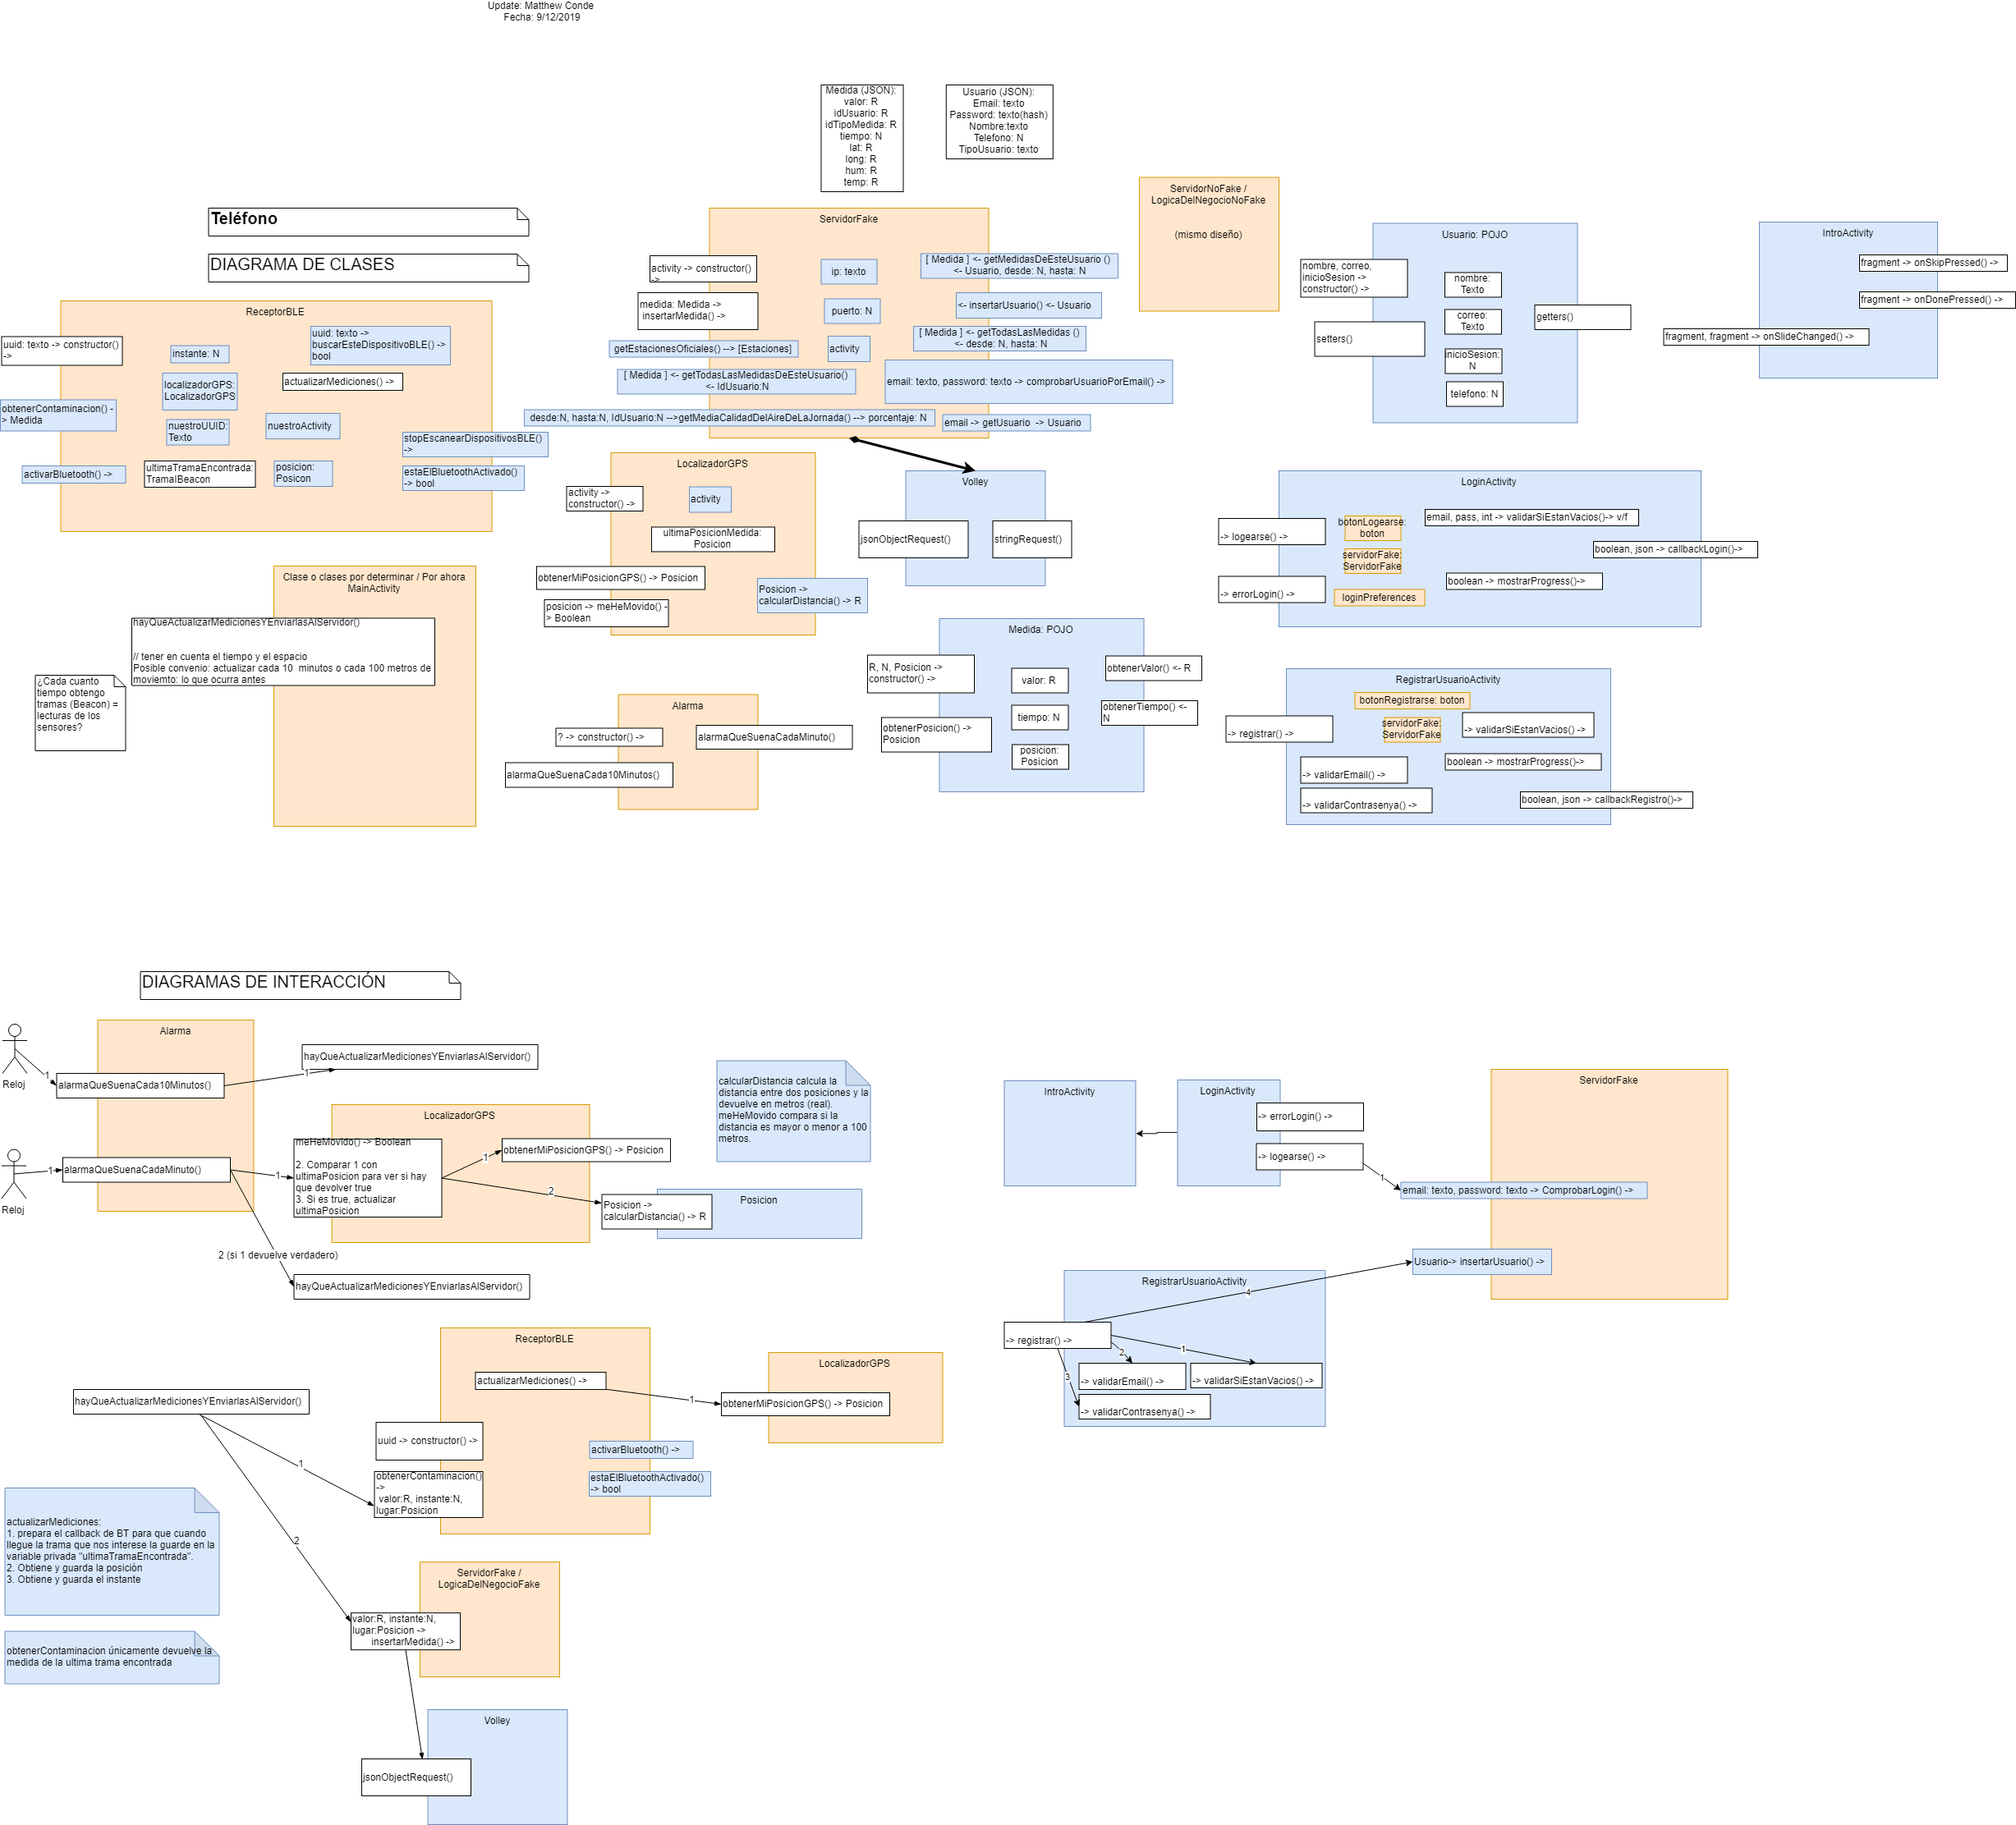 Update: Matthew Conde
Fecha: 9/12/2019
Medida (JSON):
valor: R
idUsuario: R
idTipoMedida: R
tiempo: N
lat: R
long: R
hum: R
temp: R
Usuario (JSON):
Email: texto
Password: texto(hash)
Nombre:texto
Telefono: N
TipoUsuario: texto
Teléfono
DIAGRAMA DE CLASES
ReceptorBLE
uuid: texto -> constructor()
->
instante: N
uuid: texto ->
buscarEsteDispositivoBLE() ->
bool
localizadorGPS:
LocalizadorGPS
actualizarMediciones() ->
obtenerContaminacion() -
> Medida
nuestroUUID:
Texto
nuestroActivity
stopEscanearDispositivosBLE()
->
activarBluetooth() ->
ultimaTramaEncontrada:
TramaIBeacon
posicion:
Posicon
estaElBluetoothActivado()
-> bool
ServidorFake
activity -> constructor()
->
ip: texto
[ Medida ] <- getMedidasDeEsteUsuario ()
<- Usuario, desde: N, hasta: N
medida: Medida ->
insertarMedida() ->
puerto: N
<- insertarUsuario() <- Usuario
getEstacionesOficiales() --> [Estaciones]
activity
[ Medida ] <- getTodasLasMedidas ()
<- desde: N, hasta: N
[ Medida ] <- getTodasLasMedidasDeEsteUsuario()
<- IdUsuario:N
email: texto, password: texto -> comprobarUsuarioPorEmail() ->
desde:N, hasta:N, IdUsuario:N -->getMediaCalidadDelAireDeLaJornada() --> porcentaje: N
email -> getUsuario -> Usuario
ServidorNoFake /
LogicaDelNegocioNoFake
(mismo diseño)
Usuario: POJO
nombre, correo,
inicioSesion ->
constructor() ->
nombre:
Texto
correo:
Texto
getters()
setters()
inicioSesion:
N
telefono: N
IntroActivity
fragment -> onSkipPressed() ->
fragment -> onDonePressed() ->
fragment, fragment -> onSlideChanged() ->
LocalizadorGPS
activity ->
constructor() ->
activity
ultimaPosicionMedida:
Posicion
obtenerMiPosicionGPS() -> Posicion
posicion -> meHeMovido() -
> Boolean
Posicion ->
calcularDistancia() -> R
Volley
jsonObjectRequest()
stringRequest()
LoginActivity
-> logearse() ->
botonLogearse:
boton
email, pass, int -> validarSiEstanVacios()-> v/f
servidorFake:
ServidorFake
boolean, json -> callbackLogin()->
boolean -> mostrarProgress()->
-> errorLogin() ->
loginPreferences
Clase o clases por determinar / Por ahora
MainActivity
hayQueActualizarMedicionesYEnviarlasAlServidor()
// tener en cuenta el tiempo y el espacio
Posible convenio: actualizar cada 10  minutos o cada 100 metros de
moviemto: lo que ocurra antes
¿Cada cuanto
tiempo obtengo
tramas (Beacon) =
lecturas de los
sensores?
Alarma
? -> constructor() ->
alarmaQueSuenaCadaMinuto()
alarmaQueSuenaCada10Minutos()
Medida: POJO
R, N, Posicion ->
constructor() ->
valor: R
obtenerValor() <- R
tiempo: N
obtenerTiempo() <-
N
obtenerPosicion() ->
Posicion
posicion:
Posicion
RegistrarUsuarioActivity
botonRegistrarse: boton
-> registrar() ->
servidorFake:
ServidorFake
-> validarSiEstanVacios() ->
boolean -> mostrarProgress()->
-> validarEmail() ->
-> validarContrasenya() ->
boolean, json -> callbackRegistro()->
DIAGRAMAS DE INTERACCIÓN
Reloj
1
Alarma
alarmaQueSuenaCada10Minutos()
1
hayQueActualizarMedicionesYEnviarlasAlServidor()
Reloj
1
alarmaQueSuenaCadaMinuto()
1
LocalizadorGPS
meHeMovido() -> Boolean
2. Comparar 1 con
ultimaPosicion para ver si hay
que devolver true
3. Si es true, actualizar
ultimaPosicion
1
obtenerMiPosicionGPS() -> Posicion
2
Posicion
Posicion ->
calcularDistancia() -> R
2 (si 1 devuelve verdadero)
hayQueActualizarMedicionesYEnviarlasAlServidor()
calcularDistancia calcula la
distancia entre dos posiciones y la
devuelve en metros (real).
meHeMovido compara si la
distancia es mayor o menor a 100
metros.
IntroActivity
LoginActivity
-> errorLogin() ->
-> logearse() ->
1
ServidorFake
email: texto, password: texto -> ComprobarLogin() ->
Usuario-> insertarUsuario() ->
RegistrarUsuarioActivity
4
-> registrar() ->
1
2
3
-> validarEmail() ->
-> validarSiEstanVacios() ->
-> validarContrasenya() ->
hayQueActualizarMedicionesYEnviarlasAlServidor()
1
2
ReceptorBLE
actualizarMediciones() ->
1
LocalizadorGPS
obtenerMiPosicionGPS() -> Posicion
uuid -> constructor() ->
activarBluetooth() ->
obtenerContaminacion()
->
valor:R, instante:N,
lugar:Posicion
estaElBluetoothActivado()
-> bool
actualizarMediciones:
1. prepara el callback de BT para que cuando
llegue la trama que nos interese la guarde en la
variable privada "ultimaTramaEncontrada".
2. Obtiene y guarda la posición
3. Obtiene y guarda el instante
obtenerContaminacion únicamente devuelve la
medida de la ultima trama encontrada
ServidorFake /
LogicaDelNegocioFake
valor:R, instante:N,
lugar:Posicion ->
insertarMedida() ->
Volley
jsonObjectRequest()